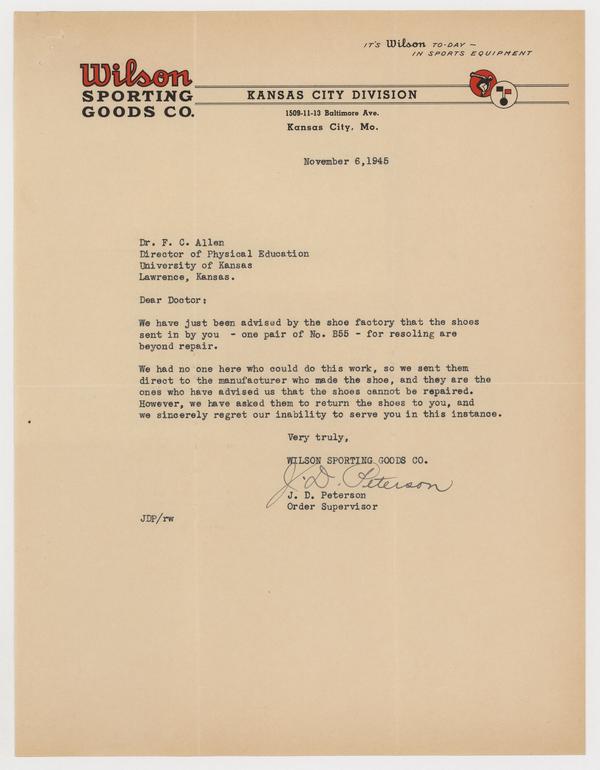 IT'S Wilson TO-DAY —
IN SPORTS EQUIPMENT
Wilson
SPORTING
GOODS CO.
KANSAS CITY DIVISION
1509-11-13 Baltimore Ave.
Kansas City, Mo.
November 6,1945
Dr. F. C. Allen
Director of Physical Education
University of Kansas
Lawrence, Kansas.
Dear Doctor:
We have just been advised by the shoe factory that the shoes
sent in by you - one pair of No. B55 - for resoling are
beyond repair.
We had no one here who could do this work, so we sent them
direct to the manufacturer who made the shoe, and they are the
ones who have advised us that the shoes cannot be repaired.
However, we have asked them to return the shoes to you, and
we sincerely regret our inability to serve you in this instance.
Very truly,
WILSON SPORTING GOODS CO.
J. D. Peterson
J. D. Peterson
Order Supervisor
JDP/rw